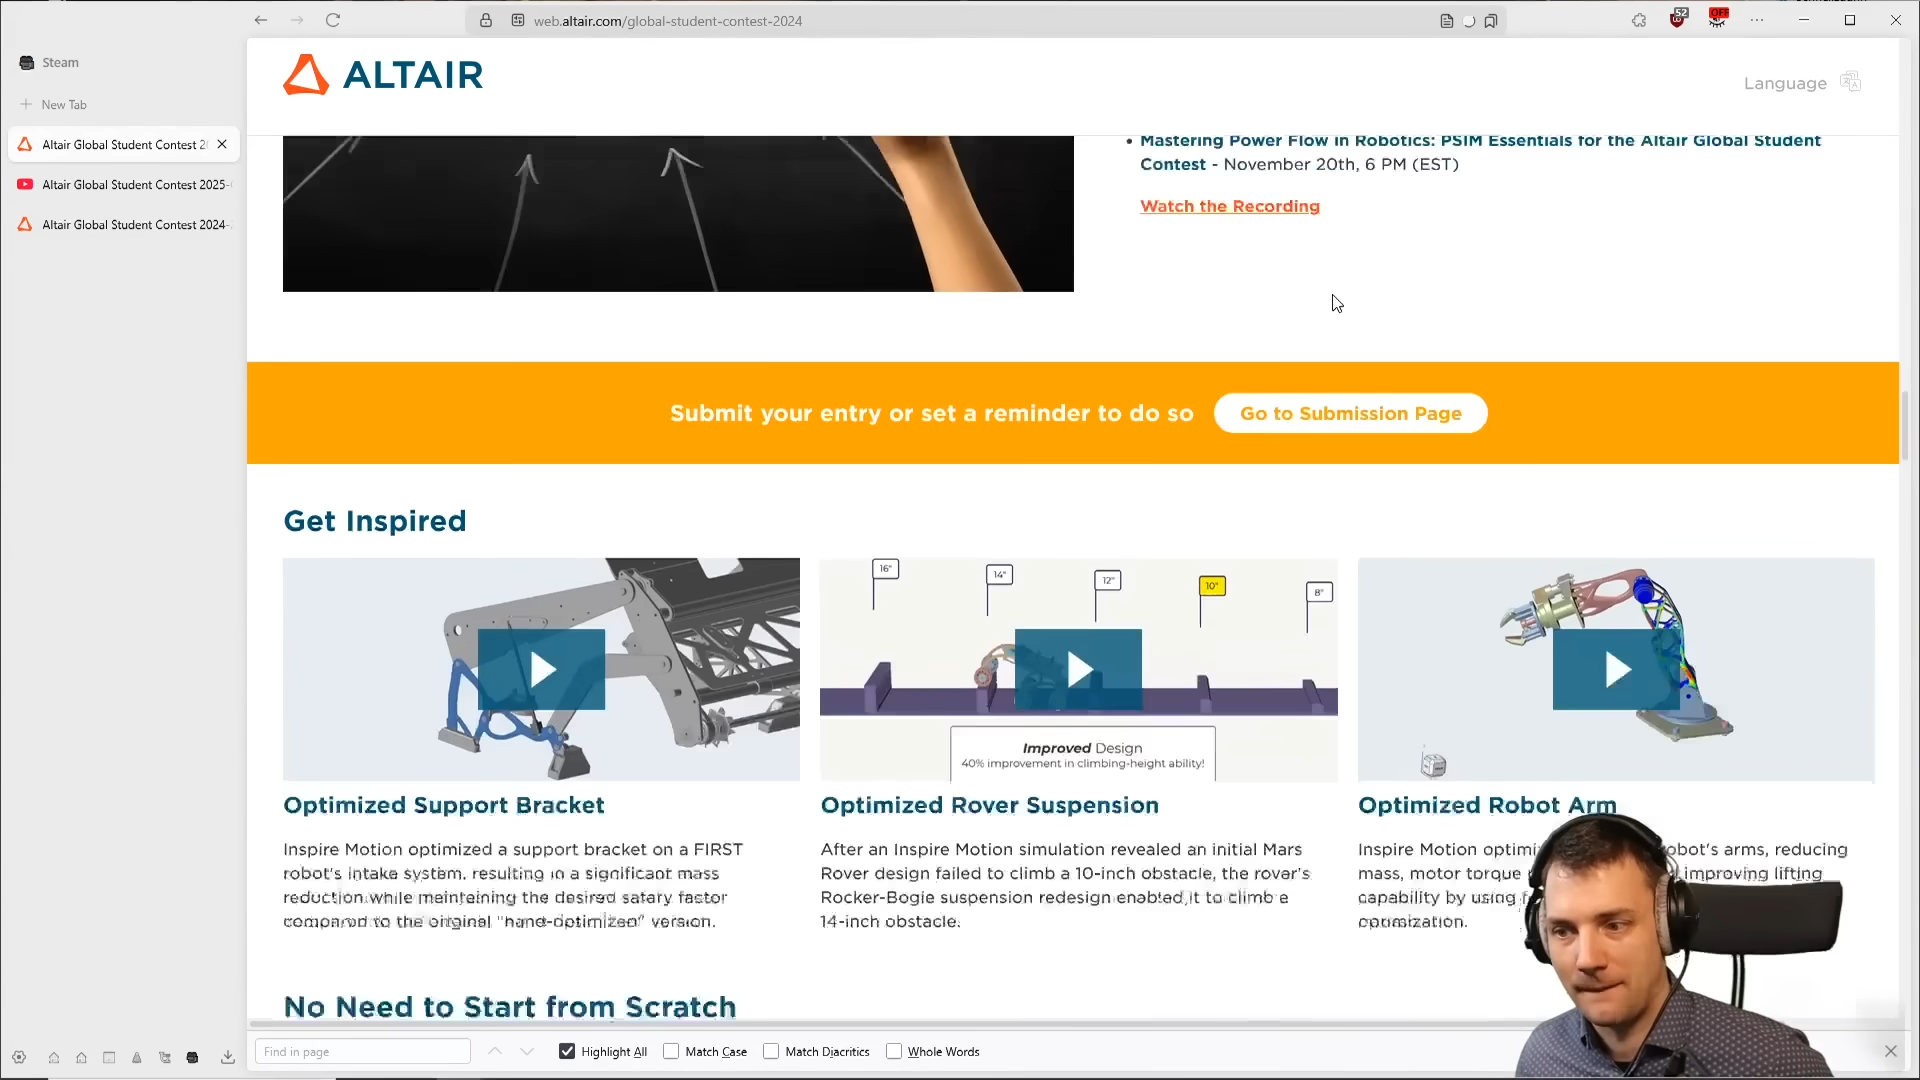 web.altair.com/global-student-contest-2024
Steam
New Tab
Altair Global Student Contest 2
Altair Global Student Contest 2025-
Altair Global Student Contest 2024-
52
OFF
ALTAIR
Language
Mastering Power Flow in Robotics: PSIM Essentials for the Altair Global Student
Contest - November 20th, 6 PM (EST)
Watch the Recording
Submit your entry or set a reminder to do so
Go to Submission Page
Get Inspired
16"
14"
12"
10"
8"
Improved Design
40% improvement in climbing-height ability!
Optimized Support Bracket
Inspire Motion optimized a support bracket on a FIRST
robot's intake system, resulting in a significant mass
reduction while maintaining the desired safaty factor
compared to the original "hand-optimized" version.
Optimized Rover Suspension
After an Inspire Motion simulation revealed an initial Mars
Rover design failed to climb a 10-inch obstacle, the rover's
Rocker-Bogie suspension redesign enabled it to climb a
14-inch obstacle.
Optimized Robot Arm
Inspire Motion optimi obot's arms, reducing
mass, motor torque improving lifting
capability by using
No Need to Start from Scratch
Find in page
Highlight All
Match Case
Match Diacritics
Whole Words